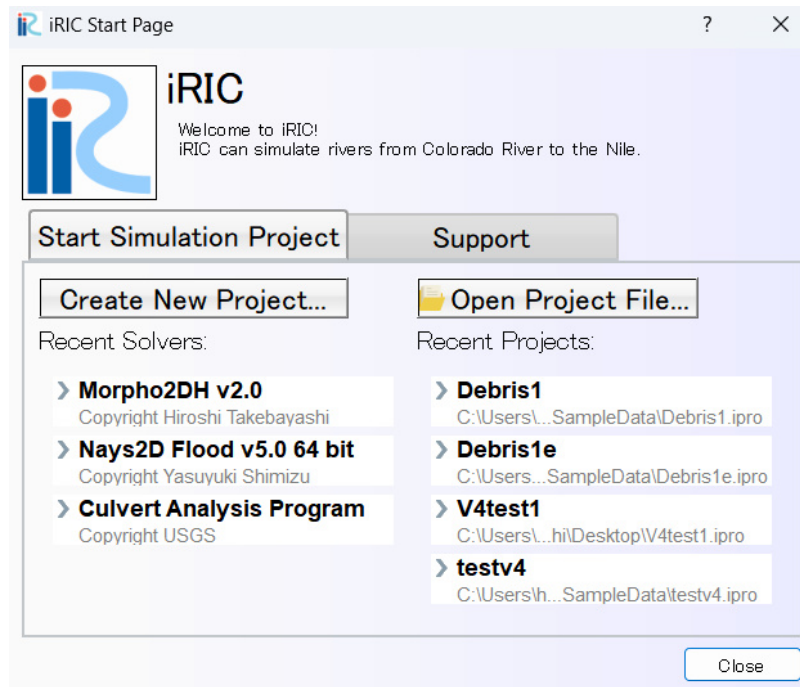 iRIC Start Page
?
iRIC
Welcome to iRIC!
iRIC can simulate rivers from Colorado River to the Nile.
Start Simulation Project
Support
Create New Project...
Recent Solvers:
Morpho2DH v2.0
Copyright Hiroshi Takebayashi
Nays2D Flood v5.0 64 bit
Copyright Yasuyuki Shimizu
Culvert Analysis Program
Copyright USGS
Open Project File...
Recent Projects:
Debris1
C:\Users\...SampleData\Debris1.ipro
Debris1e
C:\Users...SampleData\Debris1e.ipro
V4test1
C:\Users\...hi\Desktop\V4test1.ipro
testv4
C:\Users\h...SampleData\testv4.ipro
Close